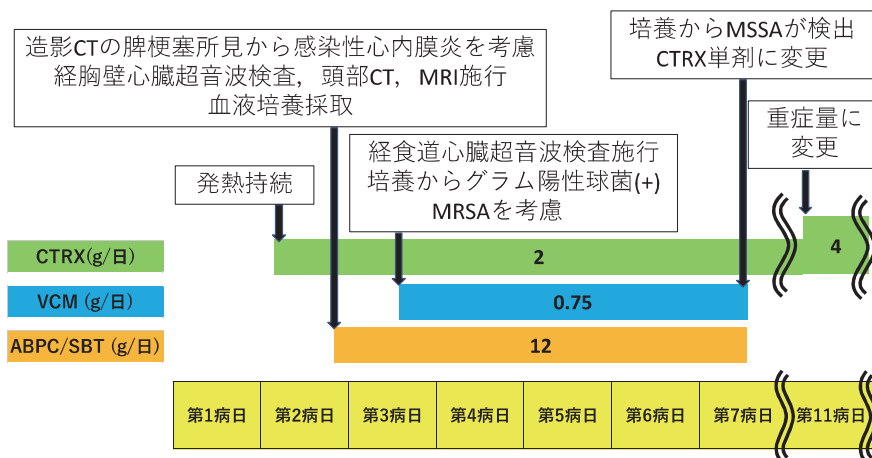 造影CTの脾梗塞所見から感染性心内膜炎を考慮
経胸壁心臓超音波検査，頭部CT，MRI施行
血液培養採取
培養からMSSAが検出
CTRX単剤に変更
発熱持続
経食道心臓超音波検査施行
培養からグラム陽性球菌(+)
MRSAを考慮
重症量に
変更
CTRX(g/日)
2
4
VCM (g/日)
0.75
ABPC/SBT (g/日)
12
第1病日
第2病日
第3病日
第4病日
第5病日
第6病日
第7病日
第11病日